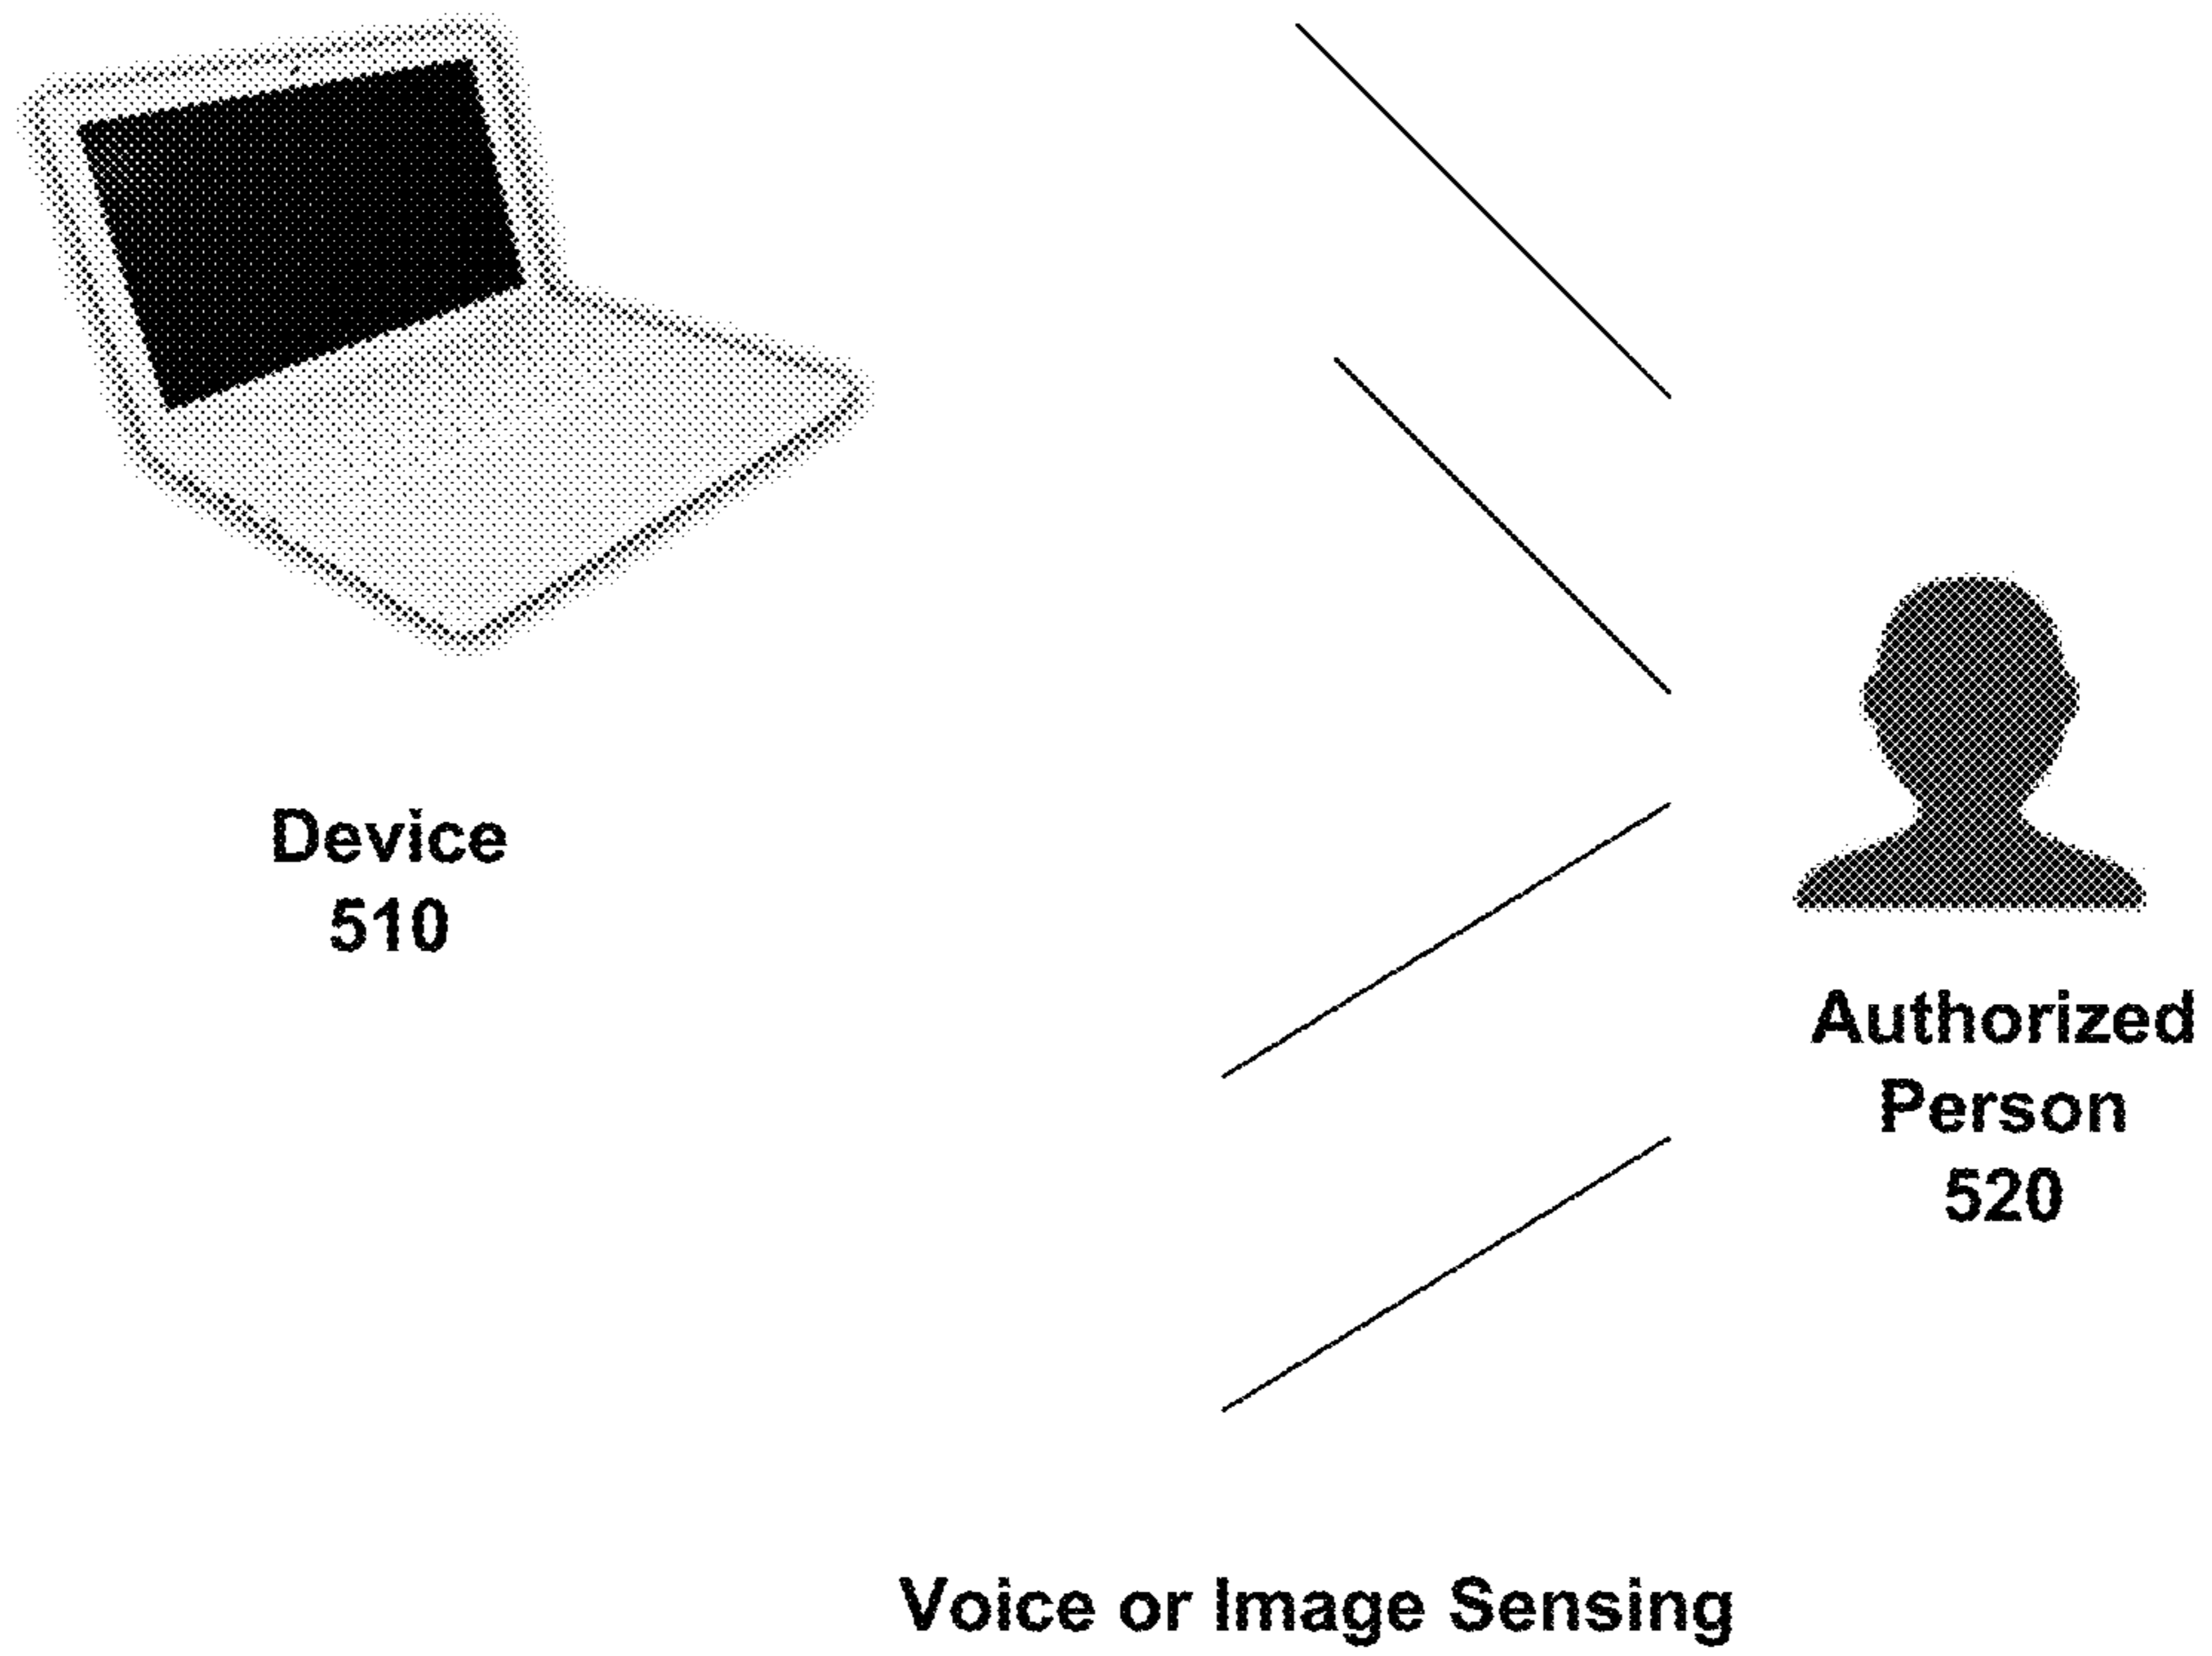 Device
510
Authorized
Person
520
Voice or Image Sensing